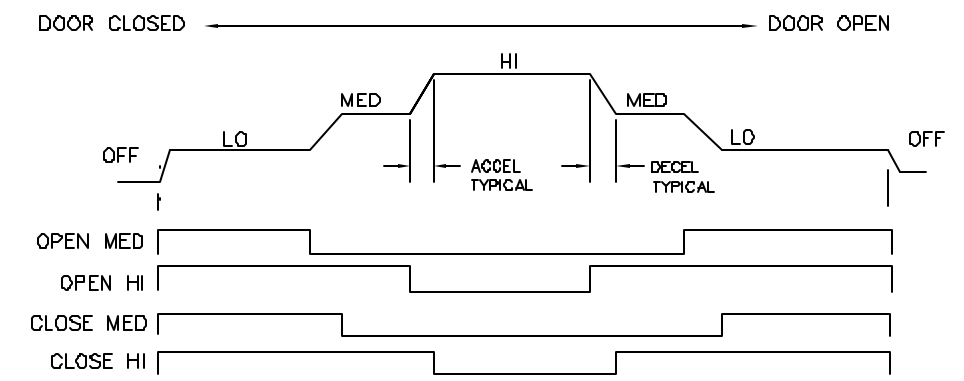 DOOR CLOSED
DOOR OPEN
HI
MED
MED
LO
LO
OFF
OFF
ACCEL
TYPICAL
DECEL
TYPICAL
OPEN MED
OPEN HI
CLOSE MED
CLOSE HI